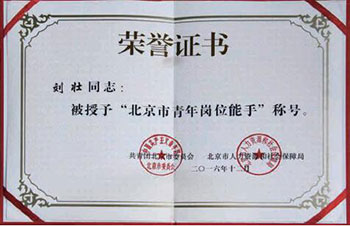 荣誉证书
刘壮同志:
被授予“北京市青年岗位能手”称号。
共青团北京市委员会 北京市人力资源和社会保障局
二〇一六年十二月